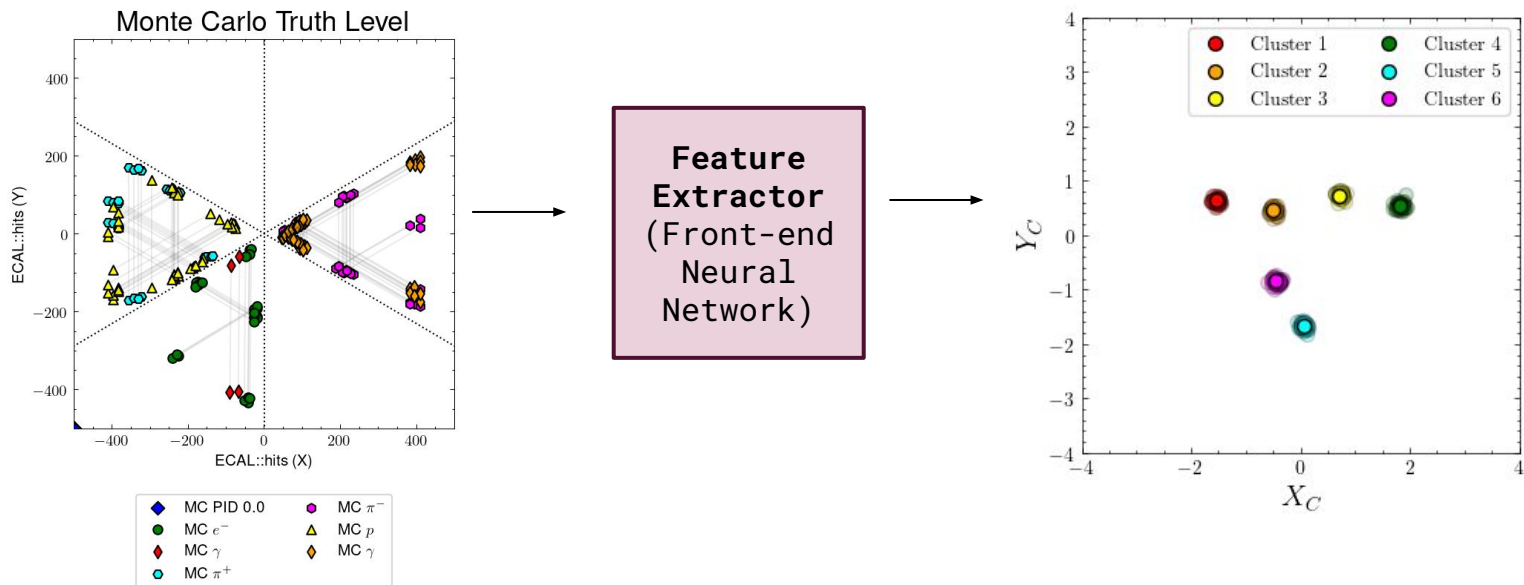 Monte Carlo Truth Level
400
200
0
−200
−400
ECAL::hits (Y)
−400 −200 0 200 400
ECAL::hits (X)
MC PID 0.0
MC e−
MC γ
MC π+
MC π−
MC p
MC γ
Feature
Extractor
(Front-end
Neural
Network)
Cluster 1
Cluster 2
Cluster 3
Cluster 4
Cluster 5
Cluster 6
4
3
2
1
0
−1
−2
−3
−4
Y_C
−4 −2 0 2 4
X_C